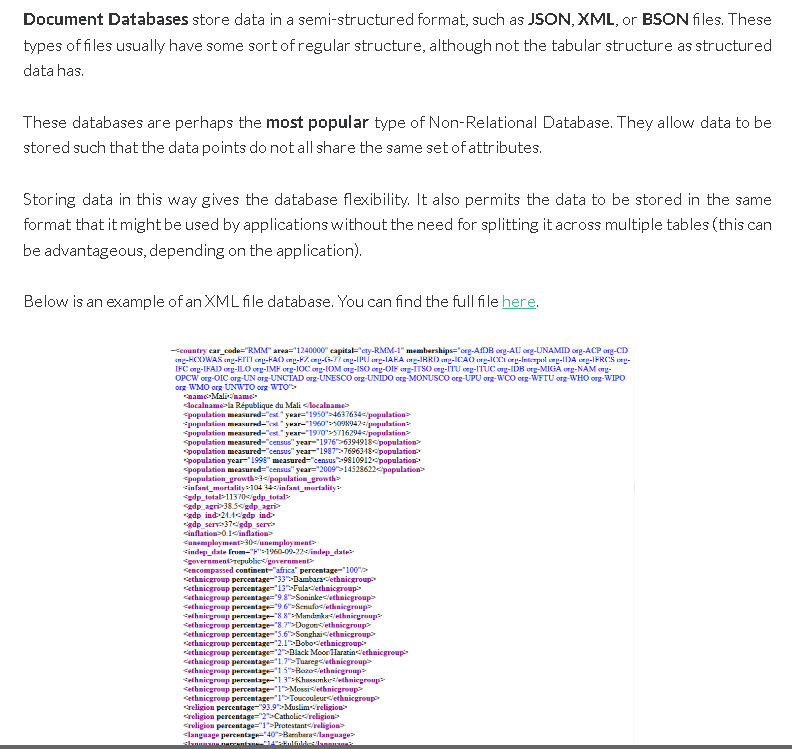 Document Databases store data in a semi-structured format, such as JSON, XML, or BSON files. These
types of files usually have some sort of regular structure, although not the tabular structure as structured
data has.
These databases are perhaps the most popular type of Non-Relational Database. They allow data to be
stored such that the data points do not all share the same set of attributes.
Storing data in this way gives the database flexibility. It also permits the data to be stored in the same
format that it might be used by applications without the need for splitting it across multiple tables (this can
be advantageous, depending on the application).
Below is an example of an XML file database. You can find the full file here.
−<country car_code="RMM" area="1240000" capital="cty-RMM-1" memberships="org-AfDB org-AU org-UNAMID org-ACP org-CD
org-ECOWAS org-EITI org-FAO org-FZ org-G-77 org-IPU org-IAEA org-IBRD org-ICAO org-ICCt org-Interpol org-IDA org-IFRCS org-
IFC org-IFAD org-ILO org-IMF org-IOC org-IOM org-ISO org-OIF org-ITSO org-ITU org-ITUC org-IDB org-MIGA org-NAM org-
OPCW org-OIC org-UN org-UNCTAD org-UNESCO org-UNIDO org-MONUSCO org-UPU org-WCO org-WFTU org-WHO org-WIPO
org-WMO org-UNWTO org-WTO">
<name>Mali</name>
<localname>la République du Mali </localname>
<population measured="est." year="1950">4637634</population>
<population measured="est." year="1960">5098942</population>
<population measured="est." year="1970">5716294</population>
<population measured="census" year="1976">6394918</population>
<population measured="census" year="1987">7696348</population>
<population year="1998" measured="census">9810912</population>
<population measured="census" year="2009">14528622</population>
<population_growth>3</population_growth>
<infant_mortality>104.34</infant_mortality>
<gdp_total>11370</gdp_total>
<gdp_agri>38.5</gdp_agri>
<gdp_ind>24.4</gdp_ind>
<gdp_serv>37</gdp_serv>
<inflation>0.1</inflation>
<unemployment>30</unemployment>
<indep_date from="F">1960-09-22</indep_date>
<government>republic</government>
<encompassed continent="africa" percentage="100"/>
<ethnicgroup percentage="33">Bambara</ethnicgroup>
<ethnicgroup percentage="13">Fula</ethnicgroup>
<ethnicgroup percentage="9.8">Soninke</ethnicgroup>
<ethnicgroup percentage="9.6">Senufo</ethnicgroup>
<ethnicgroup percentage="8.8">Mandinka</ethnicgroup>
<ethnicgroup percentage="8.7">Dogon</ethnicgroup>
<ethnicgroup percentage="5.6">Songhai</ethnicgroup>
<ethnicgroup percentage="2.1">Bobo</ethnicgroup>
<ethnicgroup percentage="2">Black Moor/Haratin</ethnicgroup>
<ethnicgroup percentage="1.7">Tuareg</ethnicgroup>
<ethnicgroup percentage="1.5">Bozo</ethnicgroup>
<ethnicgroup percentage="1.3">Khassonke</ethnicgroup>
<ethnicgroup percentage="1">Mossi</ethnicgroup>
<ethnicgroup percentage="1">Toucouleur</ethnicgroup>
<religion percentage="93.9">Muslim</religion>
<religion percentage="2">Catholic</religion>
<religion percentage="1">Protestant</religion>
<language percentage="40">Bambara</language>
<language percentage="14">Fulfulde</language>